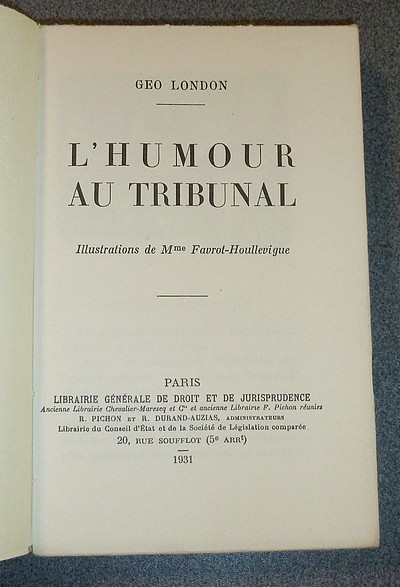 GEO LONDON
L'HUMOUR
AU TRIBUNAL
Illustrations de Mme Favrot-Houllevigue
PARIS
LIBRAIRIE GÉNÉRALE DE DROIT ET DE JURISPRUDENCE
Ancienne Librairie Chevalier-Marescq et Cie et ancienne Librairie F. Pichon réunies
R. PICHON ET R. DURAND-AUZIAS, ADMINISTRATEURS
Librairie du Conseil d'État et de la Société de Législation comparée
20, RUE SOUFFLOT (5e ARRt)
1931